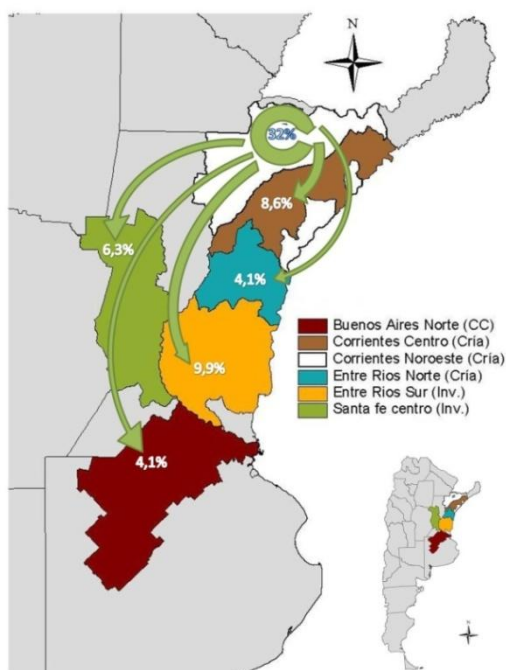 N
32%
8,6%
6,3%
4,1%
9,9%
4,1%
Buenos Aires Norte (CC)
Corrientes Centro (Cría)
Corrientes Noroeste (Cría)
Entre Rios Norte (Cría)
Entre Rios Sur (Inv.)
Santa fe centro (Inv.)